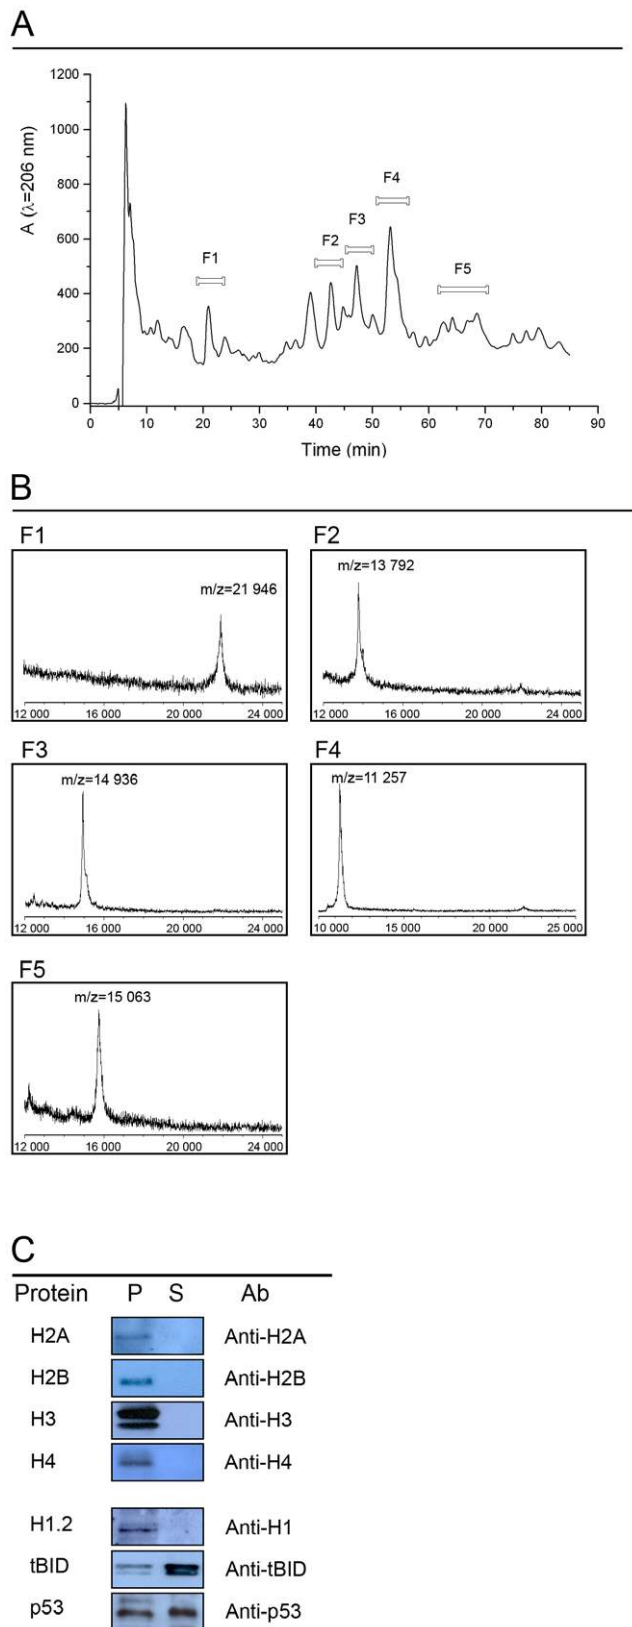 A
1200
1000
800
600
400
200
0
A (λ=206 nm)
F1
F2
F3
F4
F5
0 10 20 30 40 50 60 70 80 90
Time (min)
B
F1
m/z=21 946
12 000 16 000 20 000 24 000
F2
m/z=13 792
12 000 16 000 20 000 24 000
F3
m/z=14 936
12 000 16 000 20 000 24 000
F4
m/z=11 257
10 000 15 000 20 000 25 000
F5
m/z=15 063
12 000 16 000 20 000 24 000
C
Protein P S Ab
H2A Anti-H2A
H2B Anti-H2B
H3 Anti-H3
H4 Anti-H4
H1.2 Anti-H1
tBID Anti-tBID
p53 Anti-p53